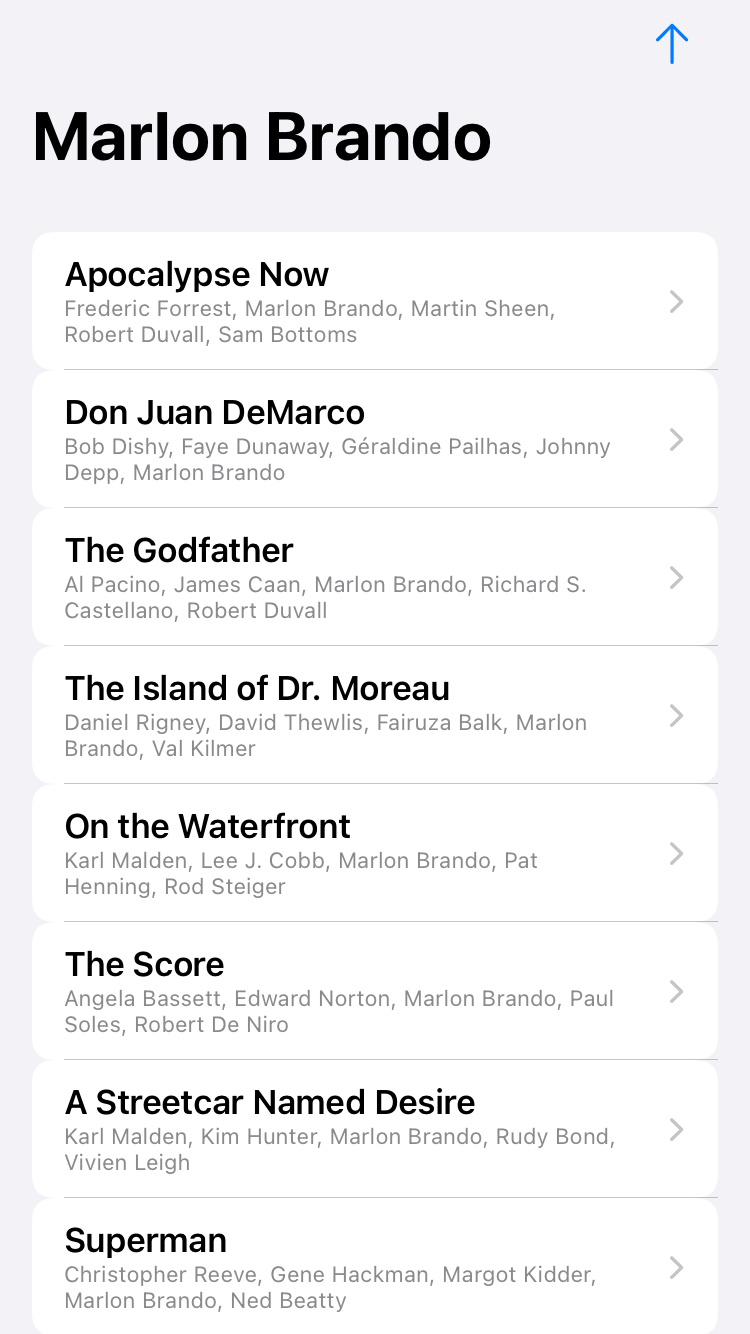 Marlon Brando
Apocalypse Now
Frederic Forrest, Marlon Brando, Martin Sheen,
Robert Duvall, Sam Bottoms
Don Juan DeMarco
Bob Dishy, Faye Dunaway, Géraldine Pailhas, Johnny
Depp, Marlon Brando
The Godfather
Al Pacino, James Caan, Marlon Brando, Richard S.
Castellano, Robert Duvall
The Island of Dr. Moreau
Daniel Rigney, David Thewlis, Fairuza Balk, Marlon
Brando, Val Kilmer
On the Waterfront
Karl Malden, Lee J. Cobb, Marlon Brando, Pat
Henning, Rod Steiger
The Score
Angela Bassett, Edward Norton, Marlon Brando, Paul
Soles, Robert De Niro
A Streetcar Named Desire
Karl Malden, Kim Hunter, Marlon Brando, Rudy Bond,
Vivien Leigh
Superman
Christopher Reeve, Gene Hackman, Margot Kidder,
Marlon Brando, Ned Beatty